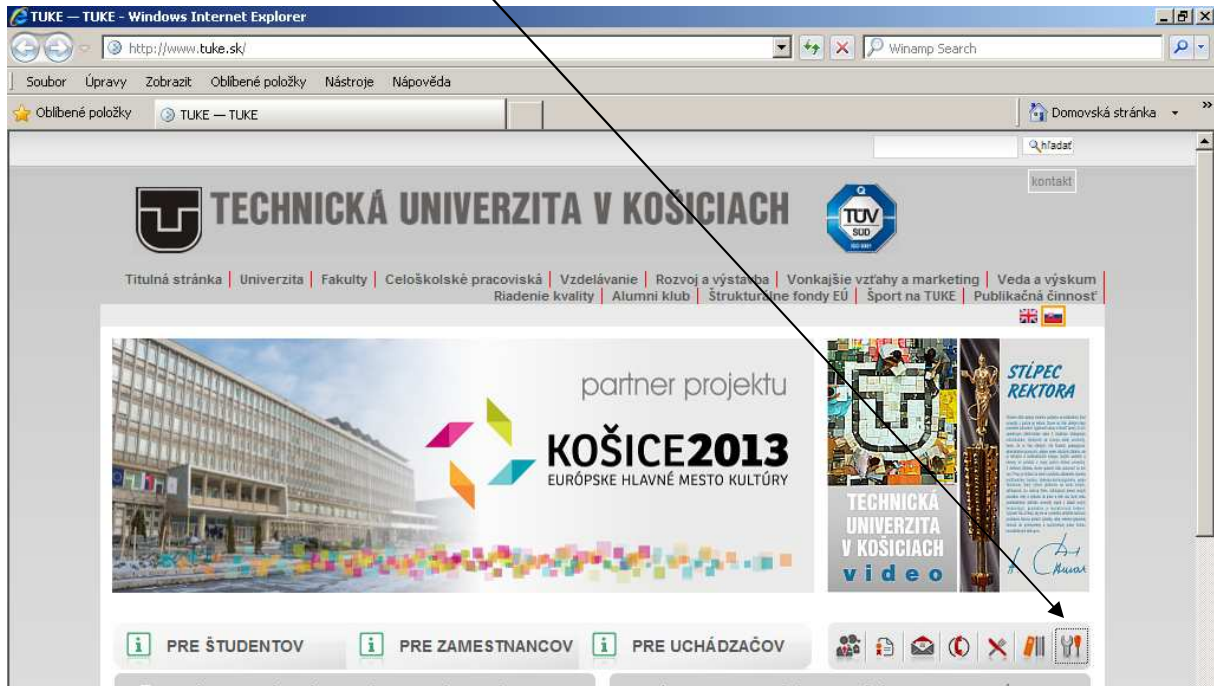 TUKE — TUKE - Windows Internet Explorer
http://www.tuke.sk/
Winamp Search
Soubor Úpravy Zobrazit Oblíbené položky Nástroje Nápověda
Oblíbené položky
TUKE — TUKE
Domovská stránka
hľadať
kontakt
TECHNICKÁ UNIVERZITA V KOŠICIACH
Q
TÜV
SÜD
ISO 9001
Titulná stránka | Univerzita | Fakulty | Celoškolské pracoviská | Vzdelávanie | Rozvoj a výstavba | Vonkajšie vzťahy a marketing | Veda a výskum
Riadenie kvality | Alumni klub | Štrukturálne fondy EÚ | Šport na TUKE | Publikačná činnosť
partner projektu
KOŠICE2013
EURÓPSKE HLAVNÉ MESTO KULTÚRY
TECHNICKÁ
UNIVERZITA
V KOŠICIACH
video
STĹPEC
REKTORA
PRE ŠTUDENTOV
PRE ZAMESTNANCOV
PRE UCHÁDZAČOV